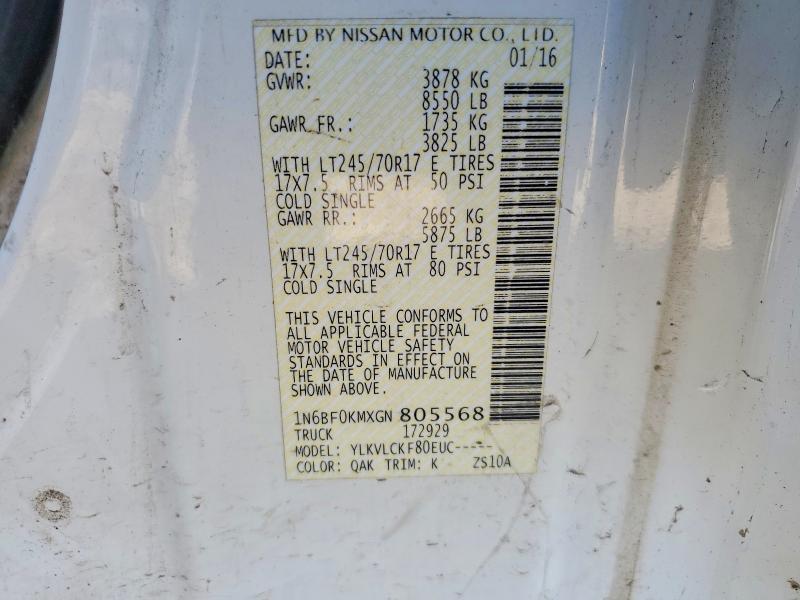 MFD BY NISSAN MOTOR CO., LTD.
DATE: 01/16
GVWR: 3878 KG
8550 LB
GAWR FR.: 1735 KG
3825 LB
WITH LT245/70R17 E TIRES
17X7.5 RIMS AT 50 PSI
COLD SINGLE
GAWR RR.: 2665 KG
5875 LB
WITH LT245/70R17 E TIRES
17X7.5 RIMS AT 80 PSI
COLD SINGLE
THIS VEHICLE CONFORMS TO
ALL APPLICABLE FEDERAL
MOTOR VEHICLE SAFETY
STANDARDS IN EFFECT ON
THE DATE OF MANUFACTURE
SHOWN ABOVE.
1N6BF0KMXGN805568
TRUCK 172929
MODEL: YLKVLCKF80EUC-----
COLOR: QAK TRIM: K ZS10A